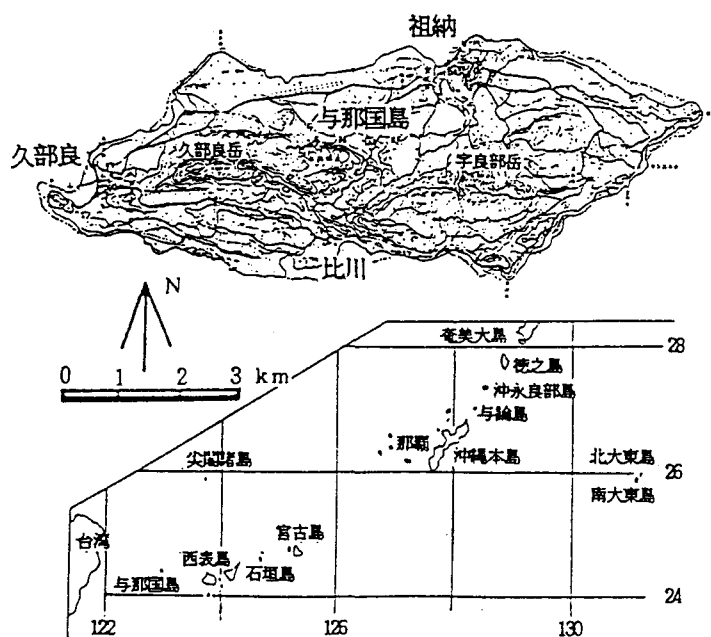 祖納
与那国島
久部良
久部良岳
宇良部岳
比川
N
0 1 2 3 km
奄美大島
28
徳之島
沖永良部島
与論島
那覇
沖縄本島
北大東島
尖閣諸島
26
南大東島
台湾
宮古島
西表島
石垣島
与那国島
24
122 126 130